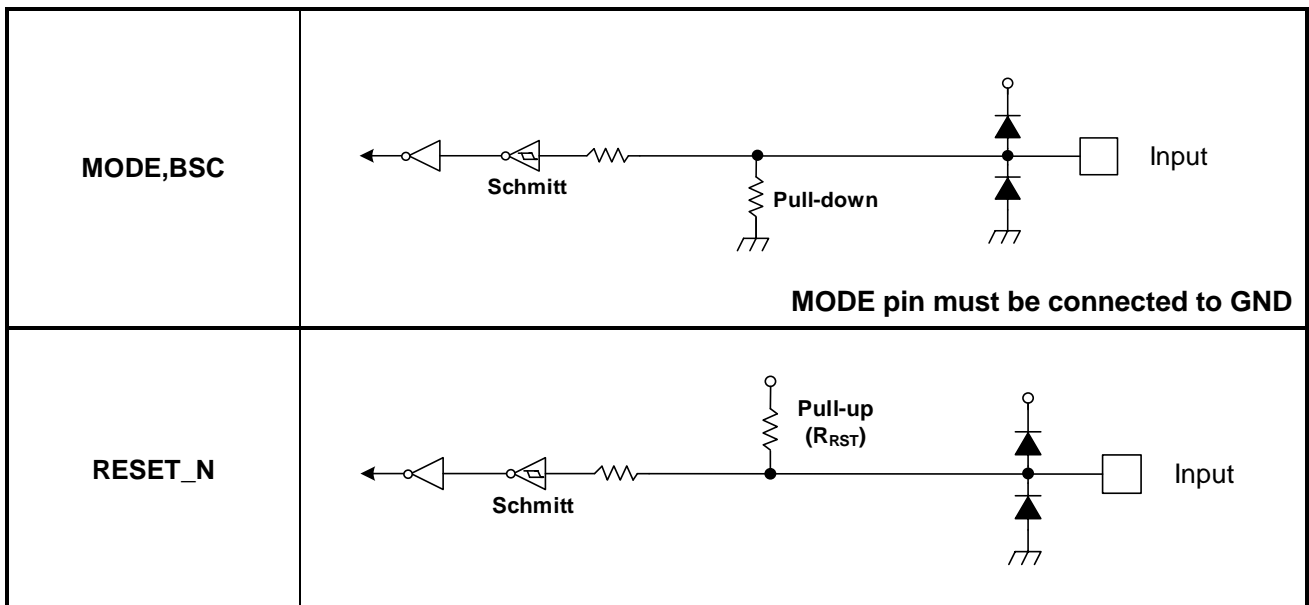 MODE,BSC
Schmitt
Pull-down
Input
MODE pin must be connected to GND
RESET_N
Pull-up
(RRST)
Schmitt
Input